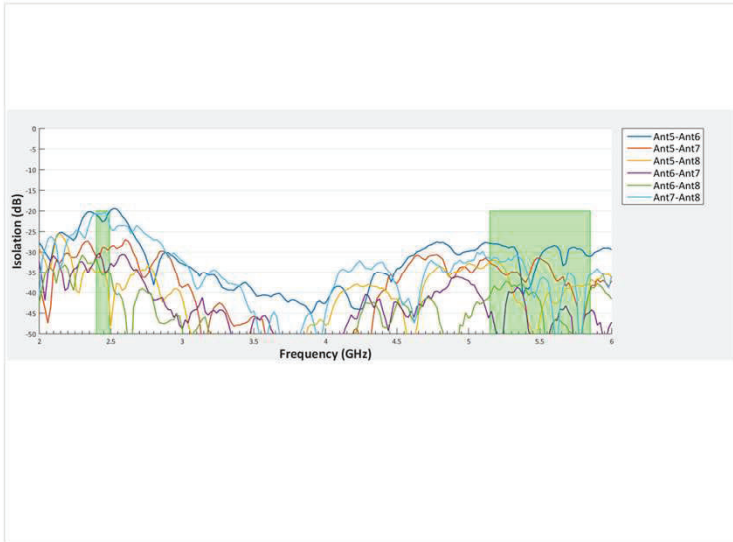 0
-5
-10
-15
-20
-25
-30
-35
-40
-45
-50
Isolation (dB)
2 2.5 3 3.5 4 4.5 5 5.5 6
Frequency (GHz)
Ant5-Ant6
Ant5-Ant7
Ant5-Ant8
Ant6-Ant7
Ant6-Ant8
Ant7-Ant8